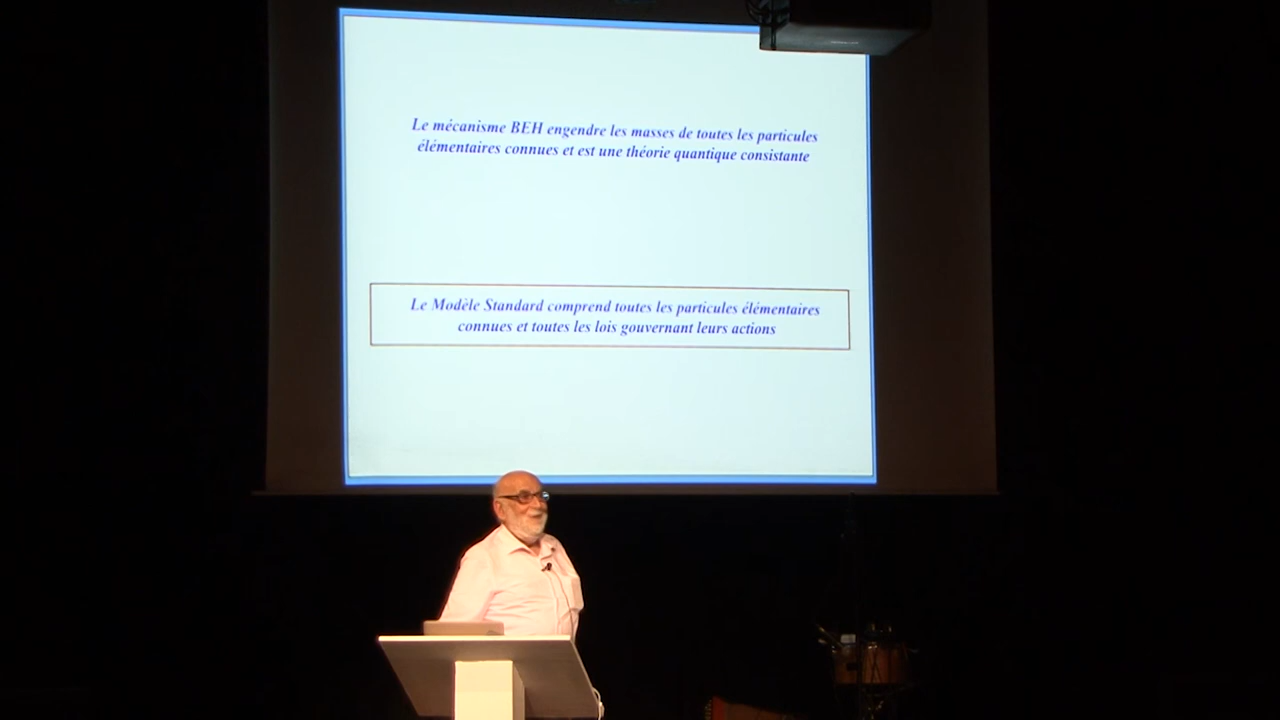 Le mécanisme BEH engendre les masses de toutes les particules
élémentaires connues et est une théorie quantique consistante
Le Modèle Standard comprend toutes les particules élémentaires
connues et toutes les lois gouvernant leurs actions